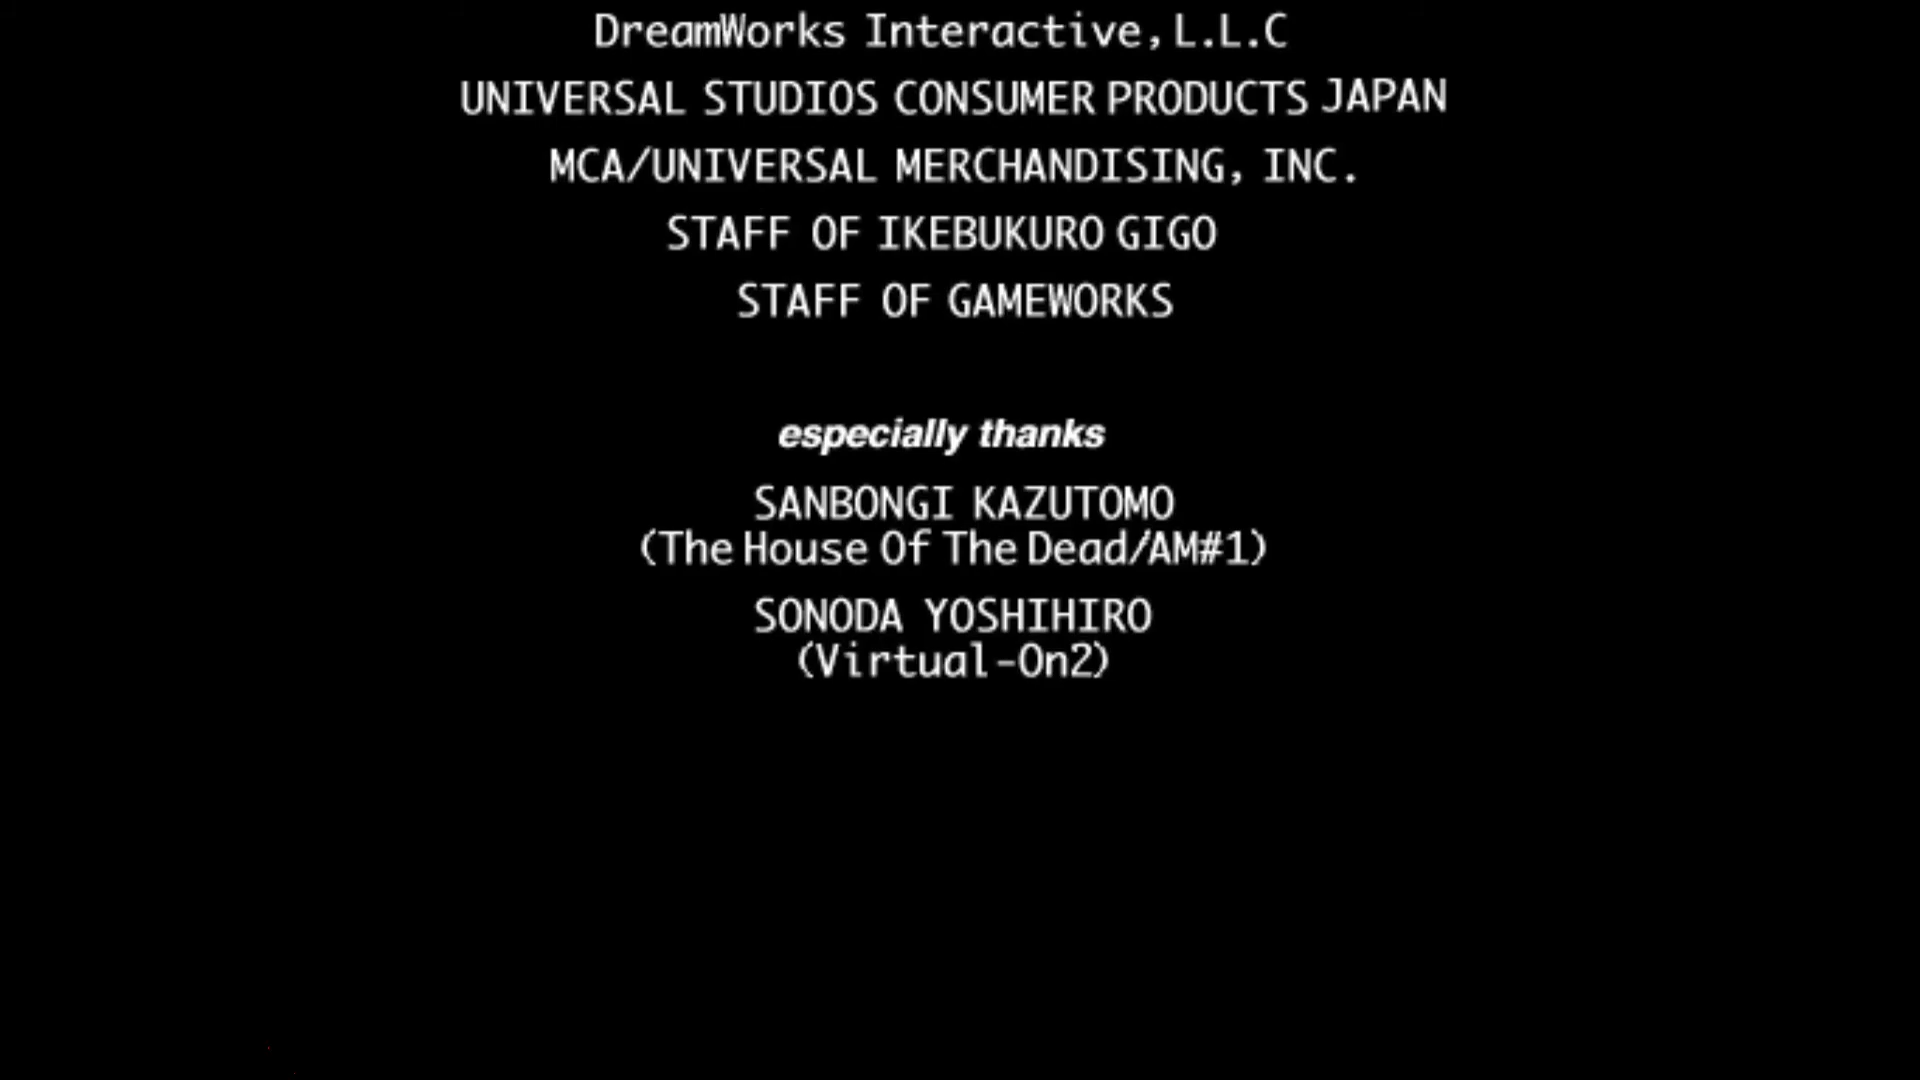 DreamWorks Interactive, L.L.C
UNIVERSAL STUDIOS CONSUMER PRODUCTS JAPAN
MCA/UNIVERSAL MERCHANDISING, INC.
STAFF OF IKEBUKURO GIGO
STAFF OF GAMEWORKS
especially thanks
SANBONGI KAZUTOMO
(The House Of The Dead/AM#1)
SONODA YOSHIHIRO
(Virtual-On2)